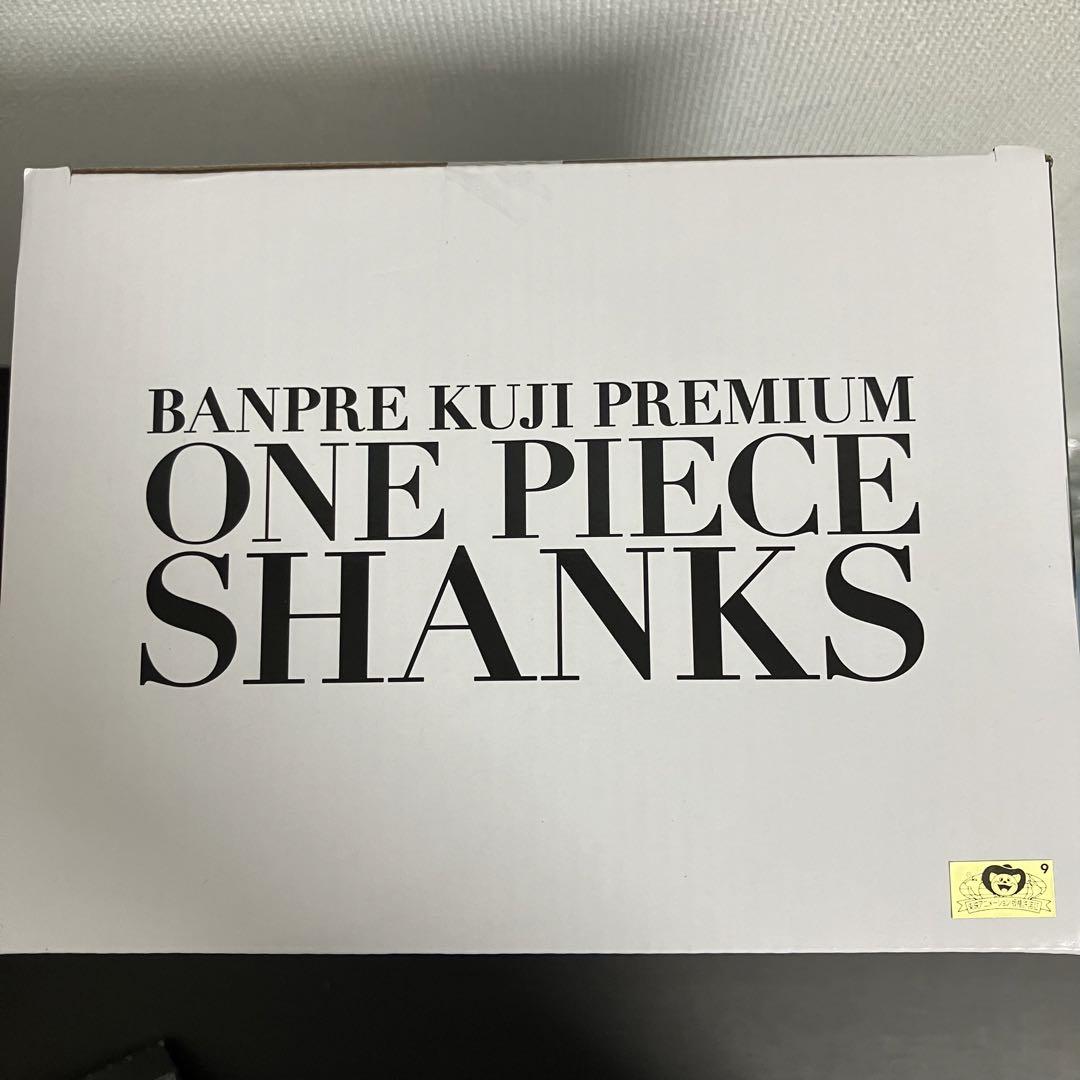 BANPRE KUJI PREMIUM
ONE PIECE
SHANKS
9